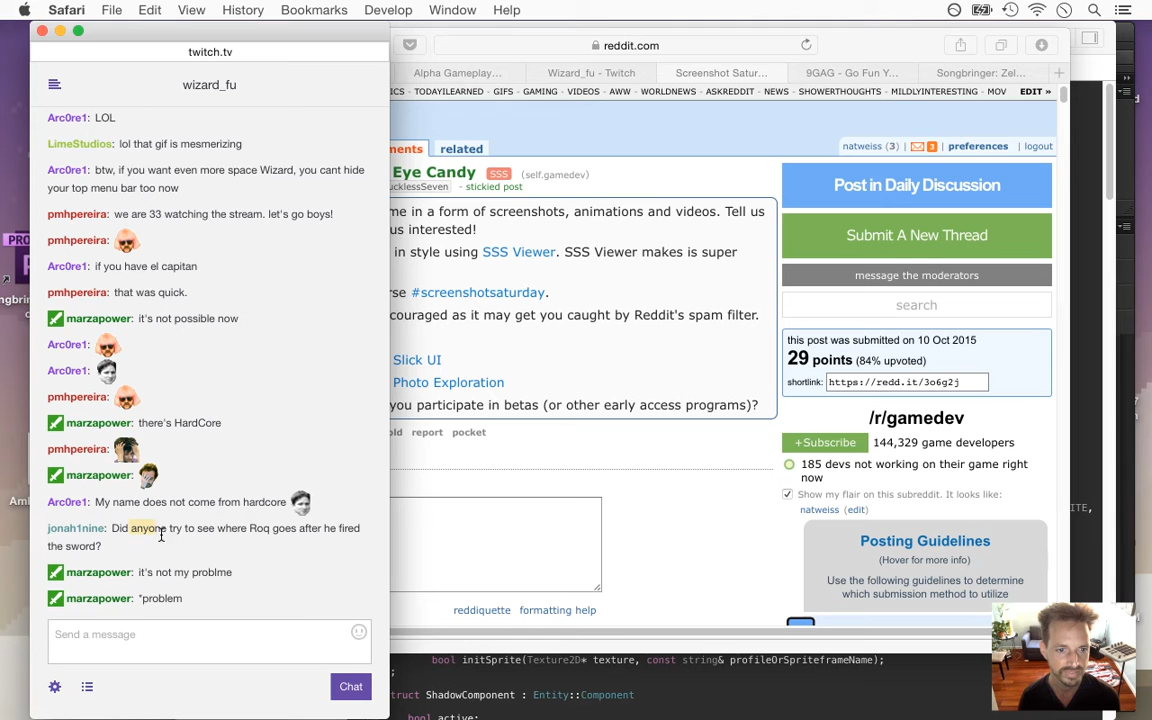 Safari File Edit View History Bookmarks Develop Window Help
twitch.tv
wizard_fu
Arc0re1: LOL
LimeStudios: lol that gif is mesmerizing
Arc0re1: btw, if you want even more space Wizard, you cant hide
your top menu bar too now
pmhpereira: we are 33 watching the stream. let's go boys!
pmhpereira:
Arc0re1: if you have el capitan
pmhpereira: that was quick.
marzapower: it's not possible now
Arc0re1:
Arc0re1:
pmhpereira:
marzapower: there's HardCore
pmhpereira:
marzapower:
Arc0re1: My name does not come from hardcore
jonah1nine: Did anyone try to see where Roq goes after he fired
the sword?
marzapower: it's not my problme
marzapower: *problem
Send a message
Chat
reddit.com
Alpha Gameplay... Wizard_fu - Twitch Screenshot Satur... 9GAG - Go Fun Y... Songbringer: Zel...
ICS - TODAYILEARNED - GIFS - GAMING - VIDEOS - AWW - WORLDNEWS - ASKREDDIT - NEWS - SHOWERTHOUGHTS - MILDLYINTERESTING - MOV EDIT »
ments related
natweiss (3) | 3 | preferences | logout
Eye Candy SSS (self.gamedev)
ucklessSeven - stickied post
me in a form of screenshots, animations and videos. Tell us
us interested!
in style using SSS Viewer. SSS Viewer makes is super
rse #screenshotsaturday.
couraged as it may get you caught by Reddit's spam filter.
Slick UI
Photo Exploration
you participate in betas (or other early access programs)?
old report pocket
reddiquette formatting help
Post in Daily Discussion
Submit A New Thread
message the moderators
search
this post was submitted on 10 Oct 2015
29 points (84% upvoted)
shortlink: https://redd.it/3o6g2j
/r/gamedev
+Subscribe 144,329 game developers
185 devs not working on their game right
now
Show my flair on this subreddit. It looks like:
natweiss (edit)
Posting Guidelines
(Hover for more info)
Use the following guidelines to determine
which submission method to utilize
bool initSprite(Texture2D* texture, const string& profileOrSpriteframeName);
;
truct ShadowComponent : Entity::Component
bool active;
PRO
ongbring
Aml
ITE,